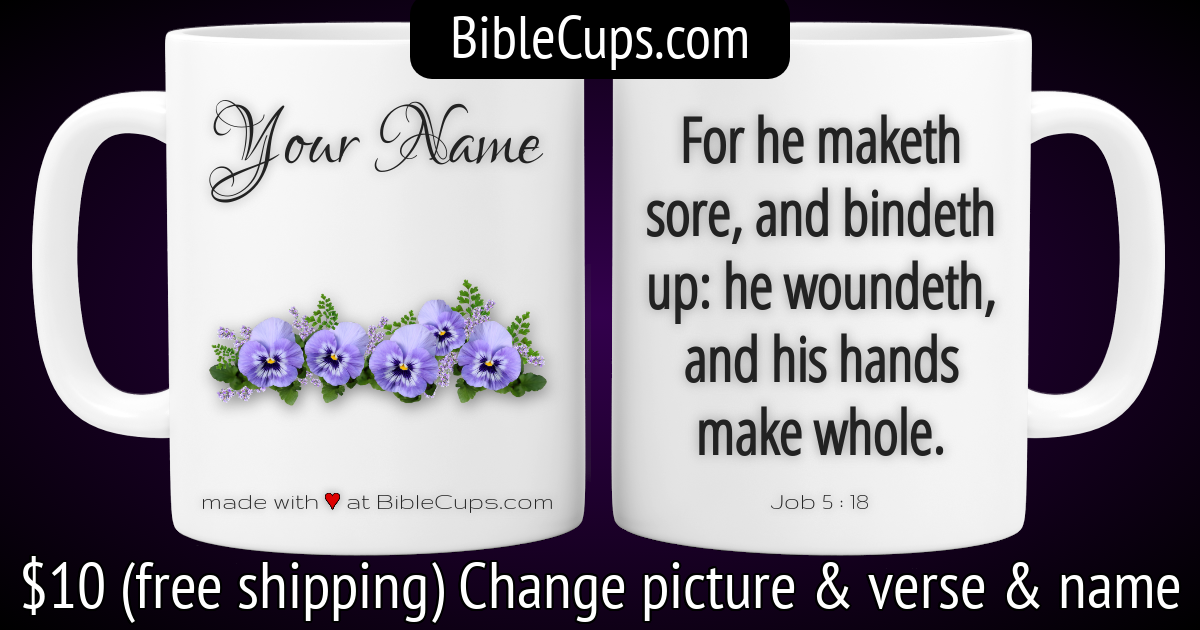 BibleCups.com
Your Name
made with ♥ at BibleCups.com
For he maketh
sore, and bindeth
up: he woundeth,
and his hands
make whole.
Job 5 : 18
$10 (free shipping) Change picture & verse & name